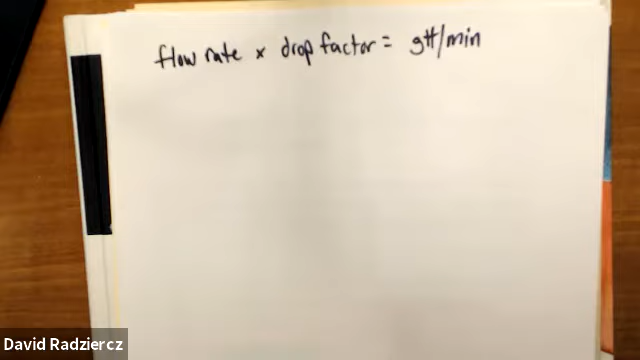 flow rate x drop factor = gtt/min
David Radziercz